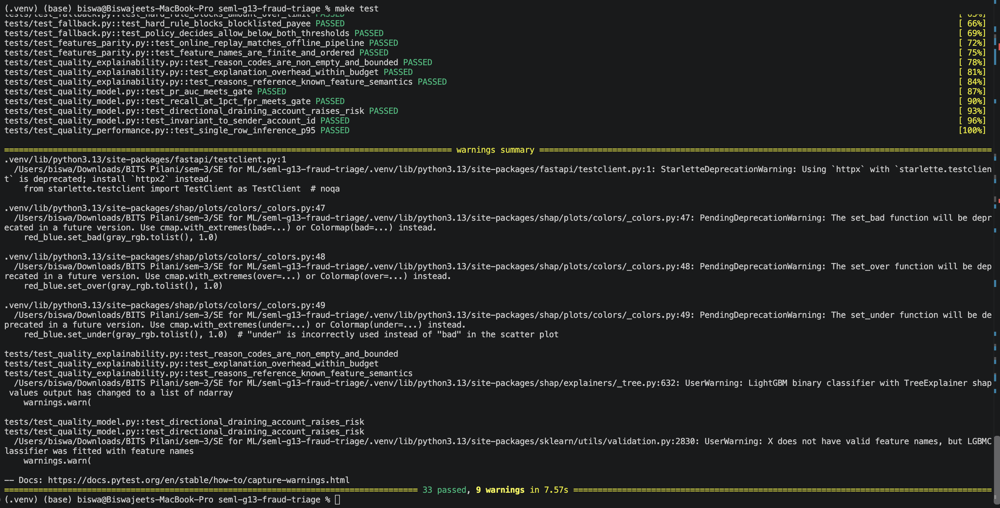 (.venv) (base) biswa@Biswajeets-MacBook-Pro seml-g13-fraud-triage % make test
tests/test_fallback.py::test_hard_rule_blocks_amount_over_limit PASSED [ 63%]
tests/test_fallback.py::test_hard_rule_blocks_blocklisted_payee PASSED [ 66%]
tests/test_fallback.py::test_policy_decides_allow_below_both_thresholds PASSED [ 69%]
tests/test_features_parity.py::test_online_replay_matches_offline_pipeline PASSED [ 72%]
tests/test_features_parity.py::test_feature_names_are_finite_and_ordered PASSED [ 75%]
tests/test_quality_explainability.py::test_reason_codes_are_non_empty_and_bounded PASSED [ 78%]
tests/test_quality_explainability.py::test_explanation_overhead_within_budget PASSED [ 81%]
tests/test_quality_explainability.py::test_reasons_reference_known_feature_semantics PASSED [ 84%]
tests/test_quality_model.py::test_pr_auc_meets_gate PASSED [ 87%]
tests/test_quality_model.py::test_recall_at_1pct_fpr_meets_gate PASSED [ 90%]
tests/test_quality_model.py::test_directional_draining_account_raises_risk PASSED [ 93%]
tests/test_quality_model.py::test_invariant_to_sender_account_id PASSED [ 96%]
tests/test_quality_performance.py::test_single_row_inference_p95 PASSED [100%]
warnings summary
.venv/lib/python3.13/site-packages/fastapi/testclient.py:1
/Users/biswa/Downloads/BITS Pilani/sem-3/SE for ML/seml-g13-fraud-triage/.venv/lib/python3.13/site-packages/fastapi/testclient.py:1: StarletteDeprecationWarning: Using `httpx` with `starlette.testclien
t` is deprecated; install `httpx2` instead.
from starlette.testclient import TestClient as TestClient  # noqa
.venv/lib/python3.13/site-packages/shap/plots/colors/_colors.py:47
/Users/biswa/Downloads/BITS Pilani/sem-3/SE for ML/seml-g13-fraud-triage/.venv/lib/python3.13/site-packages/shap/plots/colors/_colors.py:47: PendingDeprecationWarning: The set_bad function will be depr
ecated in a future version. Use cmap.with_extremes(bad=...) or Colormap(bad=...) instead.
red_blue.set_bad(gray_rgb.tolist(), 1.0)
.venv/lib/python3.13/site-packages/shap/plots/colors/_colors.py:48
/Users/biswa/Downloads/BITS Pilani/sem-3/SE for ML/seml-g13-fraud-triage/.venv/lib/python3.13/site-packages/shap/plots/colors/_colors.py:48: PendingDeprecationWarning: The set_over function will be dep
recated in a future version. Use cmap.with_extremes(over=...) or Colormap(over=...) instead.
red_blue.set_over(gray_rgb.tolist(), 1.0)
.venv/lib/python3.13/site-packages/shap/plots/colors/_colors.py:49
/Users/biswa/Downloads/BITS Pilani/sem-3/SE for ML/seml-g13-fraud-triage/.venv/lib/python3.13/site-packages/shap/plots/colors/_colors.py:49: PendingDeprecationWarning: The set_under function will be de
precated in a future version. Use cmap.with_extremes(under=...) or Colormap(under=...) instead.
red_blue.set_under(gray_rgb.tolist(), 1.0)  # "under" is incorrectly used instead of "bad" in the scatter plot
tests/test_quality_explainability.py::test_reason_codes_are_non_empty_and_bounded
tests/test_quality_explainability.py::test_explanation_overhead_within_budget
tests/test_quality_explainability.py::test_reasons_reference_known_feature_semantics
/Users/biswa/Downloads/BITS Pilani/sem-3/SE for ML/seml-g13-fraud-triage/.venv/lib/python3.13/site-packages/shap/explainers/_tree.py:632: UserWarning: LightGBM binary classifier with TreeExplainer shap
values output has changed to a list of ndarray
warnings.warn(
tests/test_quality_model.py::test_directional_draining_account_raises_risk
tests/test_quality_model.py::test_directional_draining_account_raises_risk
/Users/biswa/Downloads/BITS Pilani/sem-3/SE for ML/seml-g13-fraud-triage/.venv/lib/python3.13/site-packages/sklearn/utils/validation.py:2830: UserWarning: X does not have valid feature names, but LGBMC
lassifier was fitted with feature names
warnings.warn(
-- Docs: https://docs.pytest.org/en/stable/how-to/capture-warnings.html
33 passed, 9 warnings in 7.57s
(.venv) (base) biswa@Biswajeets-MacBook-Pro seml-g13-fraud-triage %